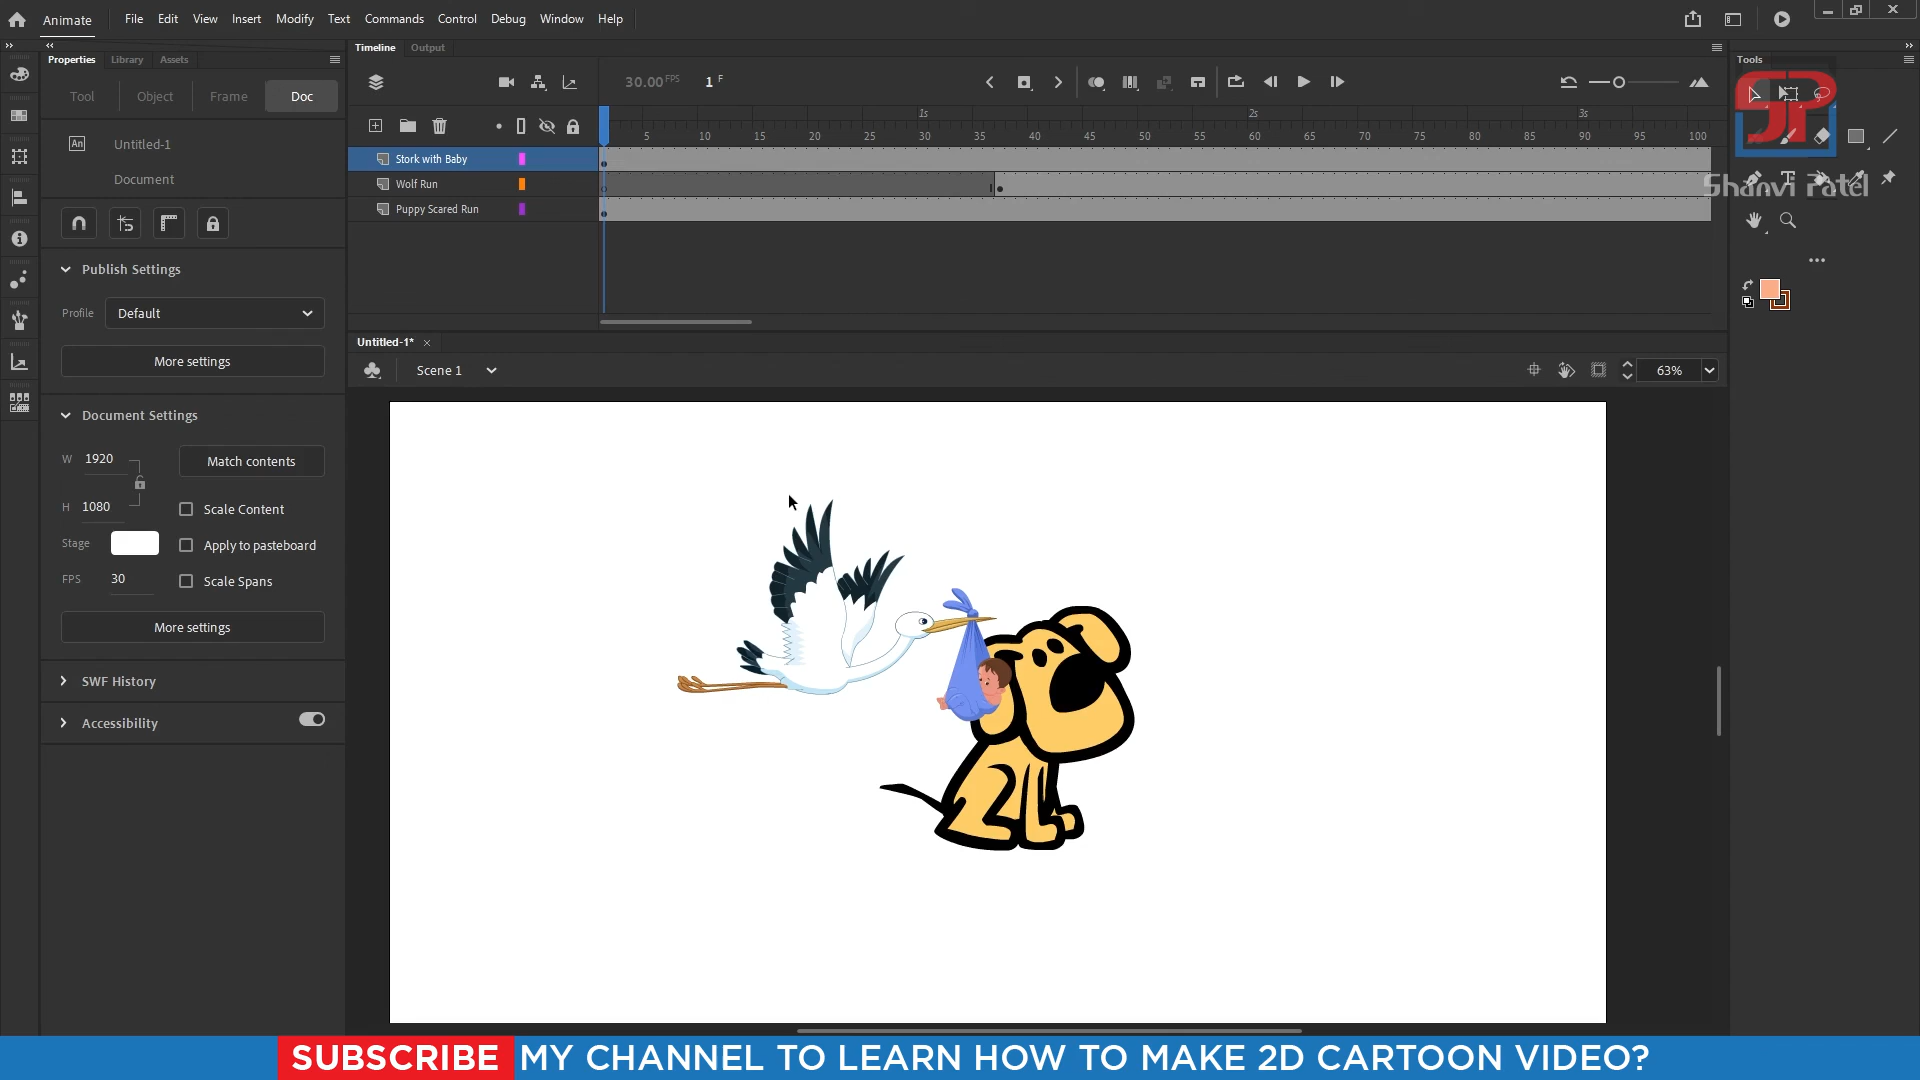 Animate
File Edit View Insert Modify Text Commands Control Debug Window Help
Properties Library Assets
Timeline Output
Tools
Tool Object Frame Doc
30.00 FPS 1 F
1s 2s 3s
5 10 15 20 25 30 35 40 45 50 55 60 65 70 75 80 85 90 95 100
An Untitled-1
Document
Stork with Baby
Wolf Run
Puppy Scared Run
JP
Shanvi Patel
Publish Settings
Profile Default
More settings
Untitled-1*
Scene 1
63%
Document Settings
W 1920
Match contents
H 1080
Scale Content
Stage
Apply to pasteboard
FPS 30
Scale Spans
More settings
SWF History
Accessibility
SUBSCRIBE MY CHANNEL TO LEARN HOW TO MAKE 2D CARTOON VIDEO?